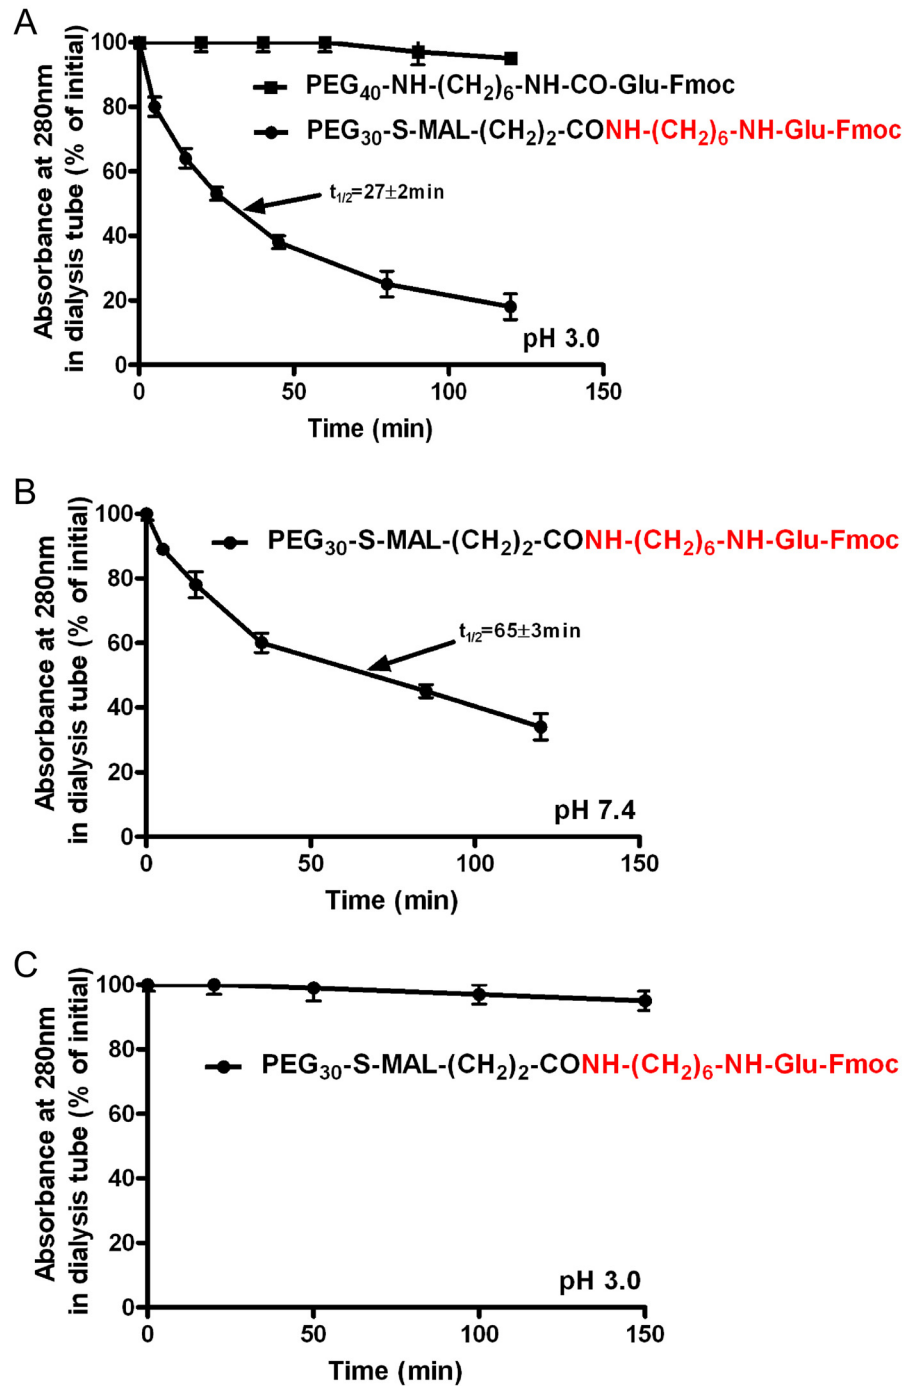 A
Absorbance at 280nm
in dialysis tube (% of initial)
100
80
60
40
20
0
PEG40-NH-(CH2)6-NH-CO-Glu-Fmoc
PEG30-S-MAL-(CH2)2-CONH-(CH2)6-NH-Glu-Fmoc
t1/2=27±2min
pH 3.0
0 50 100 150
Time (min)
B
Absorbance at 280nm
in dialysis tube (% of initial)
100
80
60
40
20
0
PEG30-S-MAL-(CH2)2-CONH-(CH2)6-NH-Glu-Fmoc
t1/2=65±3min
pH 7.4
0 50 100 150
Time (min)
C
Absorbance at 280nm
in dialysis tube (% of initial)
100
80
60
40
20
0
PEG30-S-MAL-(CH2)2-CONH-(CH2)6-NH-Glu-Fmoc
pH 3.0
0 50 100 150
Time (min)